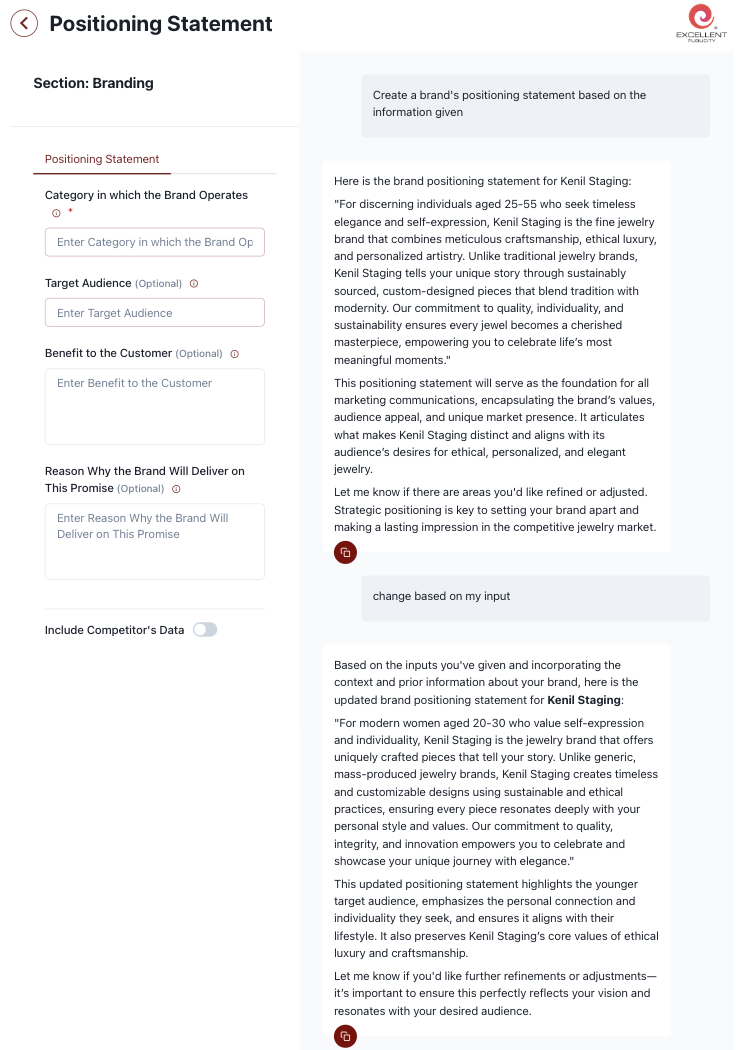 Positioning Statement
EXCELLENT
PUBLICITY
Section: Branding
Positioning Statement
Category in which the Brand Operates
*
Enter Category in which the Brand Op
Target Audience (Optional)
Enter Target Audience
Benefit to the Customer (Optional)
Enter Benefit to the Customer
Reason Why the Brand Will Deliver on
This Promise (Optional)
Enter Reason Why the Brand Will
Deliver on This Promise
Include Competitor's Data
Create a brand's positioning statement based on the
information given
Here is the brand positioning statement for Kenil Staging:
"For discerning individuals aged 25-55 who seek timeless
elegance and self-expression, Kenil Staging is the fine jewelry
brand that combines meticulous craftsmanship, ethical luxury,
and personalized artistry. Unlike traditional jewelry brands,
Kenil Staging tells your unique story through sustainably
sourced, custom-designed pieces that blend tradition with
modernity. Our commitment to quality, individuality, and
sustainability ensures every jewel becomes a cherished
masterpiece, empowering you to celebrate life’s most
meaningful moments."
This positioning statement will serve as the foundation for all
marketing communications, encapsulating the brand’s values,
audience appeal, and unique market presence. It articulates
what makes Kenil Staging distinct and aligns with its
audience’s desires for ethical, personalized, and elegant
jewelry.
Let me know if there are areas you'd like refined or adjusted.
Strategic positioning is key to setting your brand apart and
making a lasting impression in the competitive jewelry market.
change based on my input
Based on the inputs you've given and incorporating the
context and prior information about your brand, here is the
updated brand positioning statement for Kenil Staging:
"For modern women aged 20-30 who value self-expression
and individuality, Kenil Staging is the jewelry brand that offers
uniquely crafted pieces that tell your story. Unlike generic,
mass-produced jewelry brands, Kenil Staging creates timeless
and customizable designs using sustainable and ethical
practices, ensuring every piece resonates deeply with your
personal style and values. Our commitment to quality,
integrity, and innovation empowers you to celebrate and
showcase your unique journey with elegance."
This updated positioning statement highlights the younger
target audience, emphasizes the personal connection and
individuality they seek, and ensures it aligns with their
lifestyle. It also preserves Kenil Staging’s core values of ethical
luxury and craftsmanship.
Let me know if you'd like further refinements or adjustments—
it’s important to ensure this perfectly reflects your vision and
resonates with your desired audience.